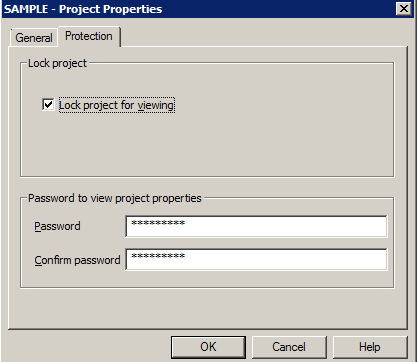 SAMPLE - Project Properties
General
Protection
Lock project
Lock project for viewing
Password to view project properties
Password
*********
Confirm password
*********
OK
Cancel
Help